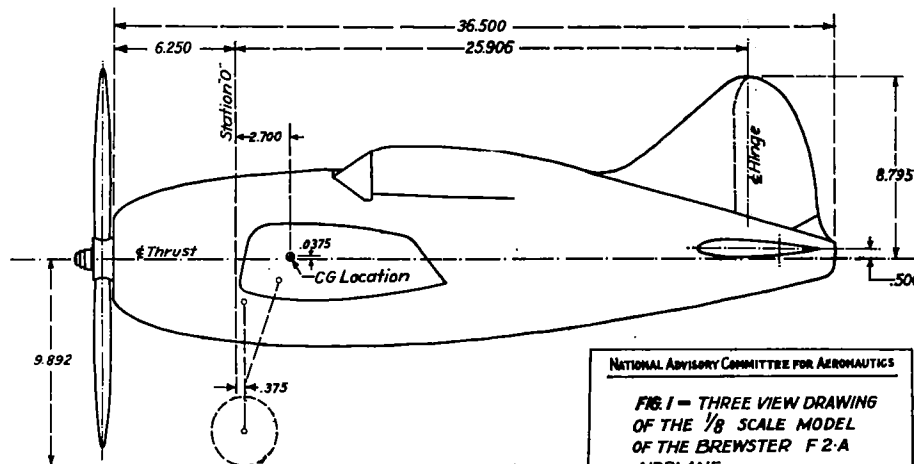 36.500
6.250
25.906
Station "O"
2.700
℄ Hinge
8.795
.0375
℄ Thrust
CG Location
.500
9.892
.375
NATIONAL ADVISORY COMMITTEE FOR AERONAUTICS
FIG. 1 - THREE VIEW DRAWING
OF THE 1/8 SCALE MODEL
OF THE BREWSTER F2-A
AIRPLANE